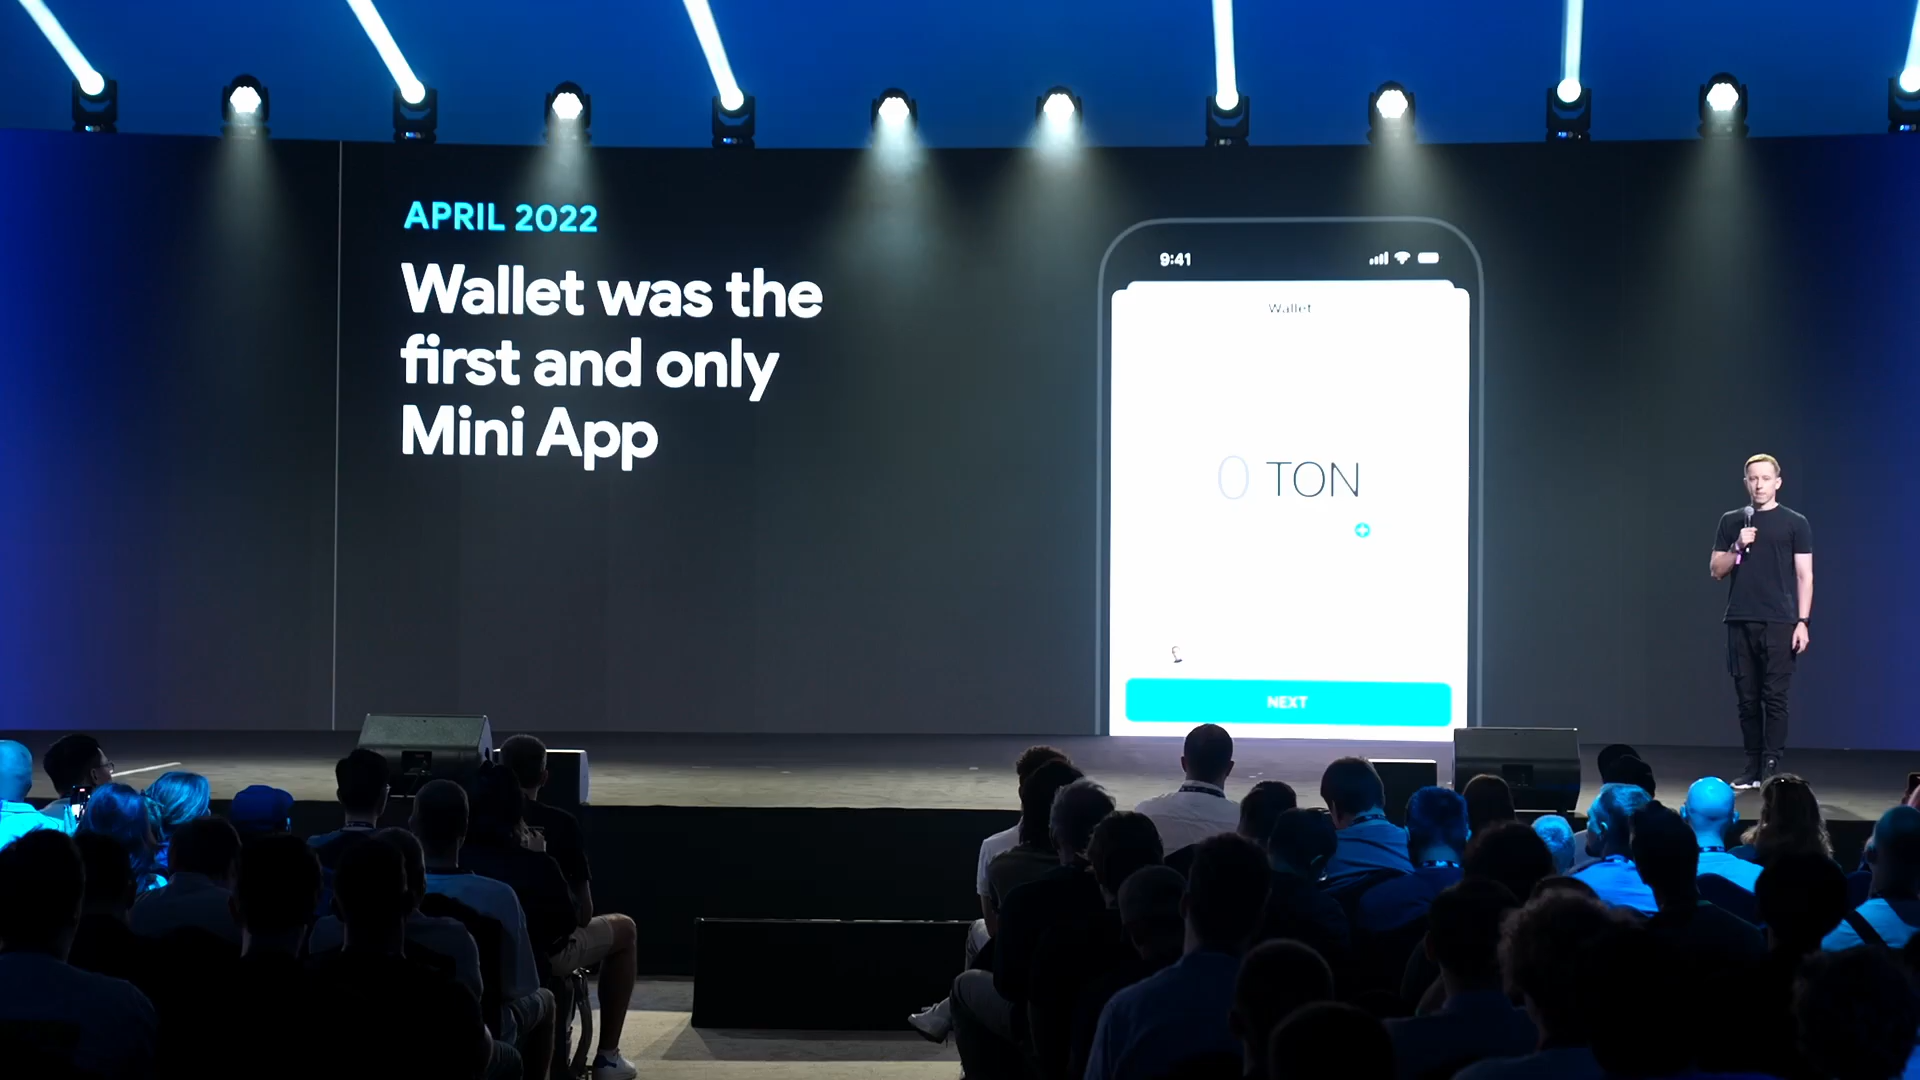 APRIL 2022
Wallet was the
first and only
Mini App
9:41
Wallet
0 TON
NEXT